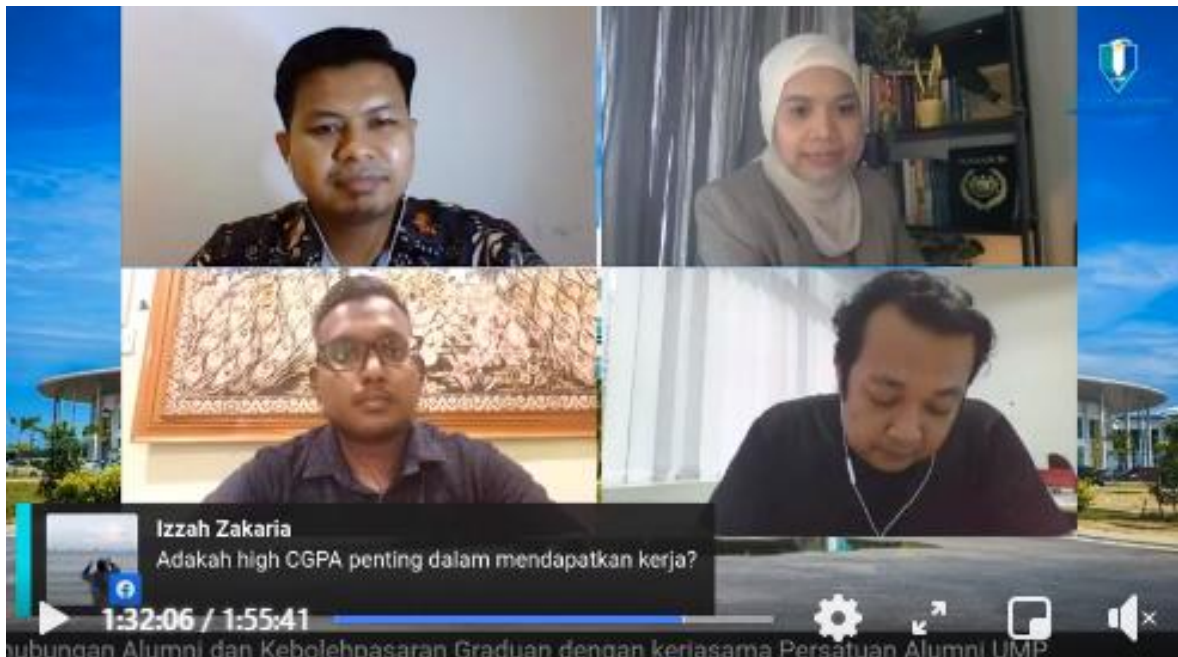 Izzah Zakaria
Adakah high CGPA penting dalam mendapatkan kerja?
1:32:06 / 1:55:41
hubungan Alumni dan Kebolehpasaran Graduan dengan kerjasama Persatuan Alumni UMP